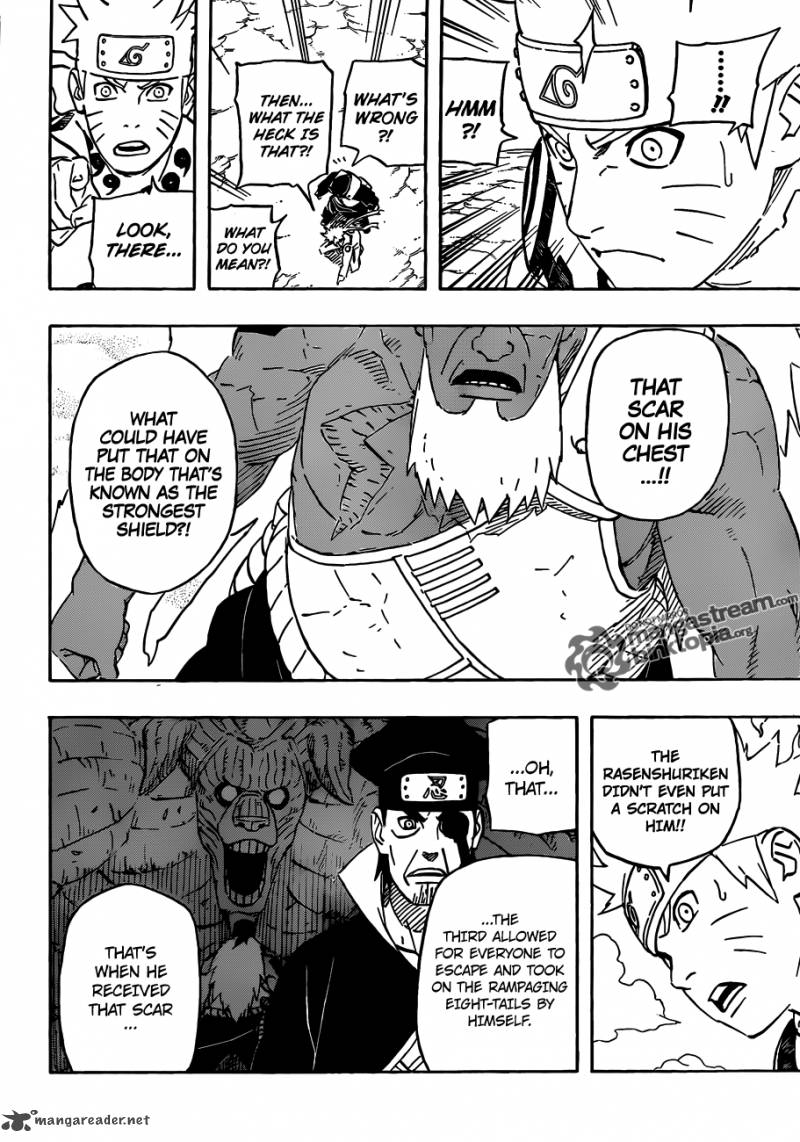 ......!!
HMM
?!
WHAT'S
WRONG
?!
THEN...
WHAT THE
HECK IS
THAT?!
WHAT
DO YOU
MEAN?!
LOOK,
THERE...
THAT
SCAR
ON HIS
CHEST
...!!
WHAT
COULD HAVE
PUT THAT ON
THE BODY THAT'S
KNOWN AS THE
STRONGEST
SHIELD?!
mangastream.com
THE
RASENSHURIKEN
DIDN'T EVEN PUT
A SCRATCH ON
HIM!!
...OH,
THAT...
忍
...THE
THIRD ALLOWED
FOR EVERYONE TO
ESCAPE AND TOOK
ON THE RAMPAGING
EIGHT-TAILS BY
HIMSELF.
THAT'S
WHEN HE
RECEIVED
THAT SCAR
...
mangareader.net